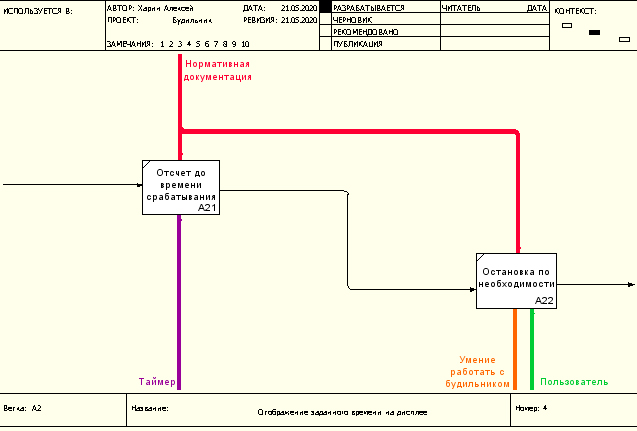 ИСПОЛЬЗУЕТСЯ В:
АВТОР: Харин Алексей
ДАТА: 21.05.2020
РАЗРАБАТЫВАЕТСЯ
ЧИТАТЕЛЬ
ДАТА
КОНТЕКСТ:
ПРОЕКТ: Будильник
РЕВИЗИЯ: 21.05.2020
ЧЕРНОВИК
РЕКОМЕНДОВАНО
ЗАМЕЧАНИЯ: 1 2 3 4 5 6 7 8 9 10
ПУБЛИКАЦИЯ
Нормативная
документация
Отсчет до
времени
срабатывания
A21
Остановка по
необходимости
A22
Таймер
Умение
работать с
будильником
Пользователь
Ветка: A2
Название:
Отображение заданного времени на дисплее
Номер: 4